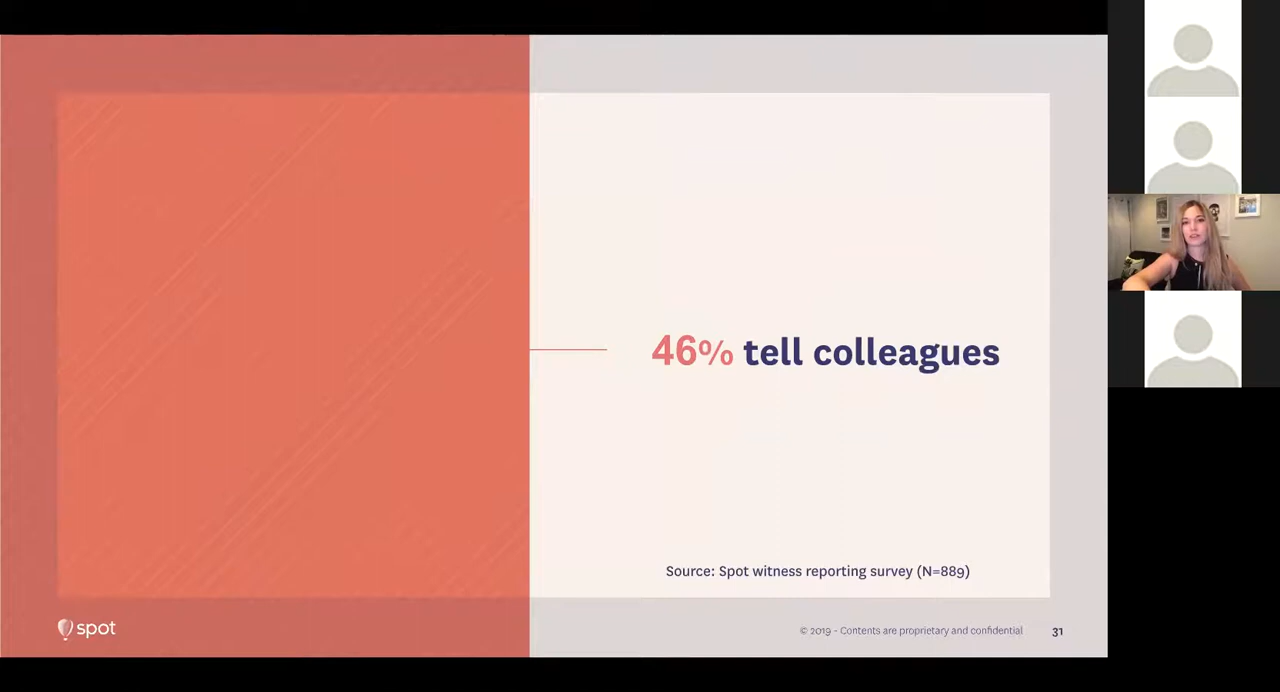 46% tell colleagues
Source: Spot witness reporting survey (N=889)
spot
© 2019 - Contents are proprietary and confidential
31